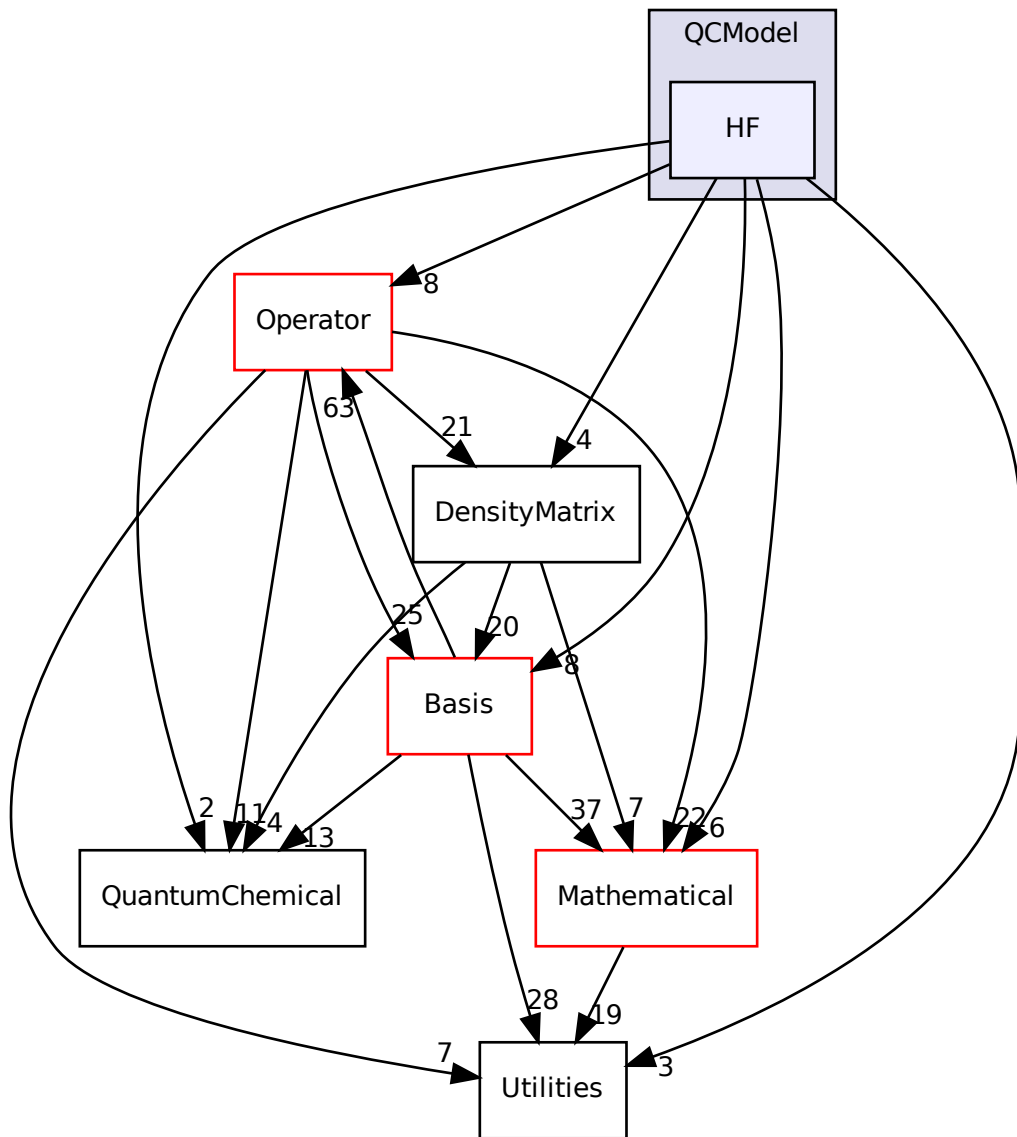 QCModel
HF
8
Operator
63
21
4
DensityMatrix
25
20
8
Basis
2
11
4
13
37
7
22
6
QuantumChemical
Mathematical
28
19
7
3
Utilities